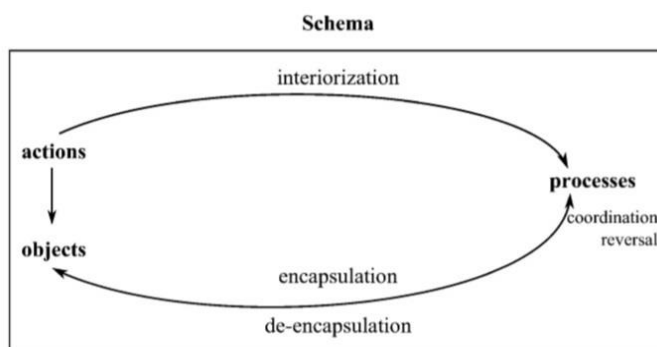 Schema
interiorization
actions
processes
coordination
reversal
objects
encapsulation
de-encapsulation